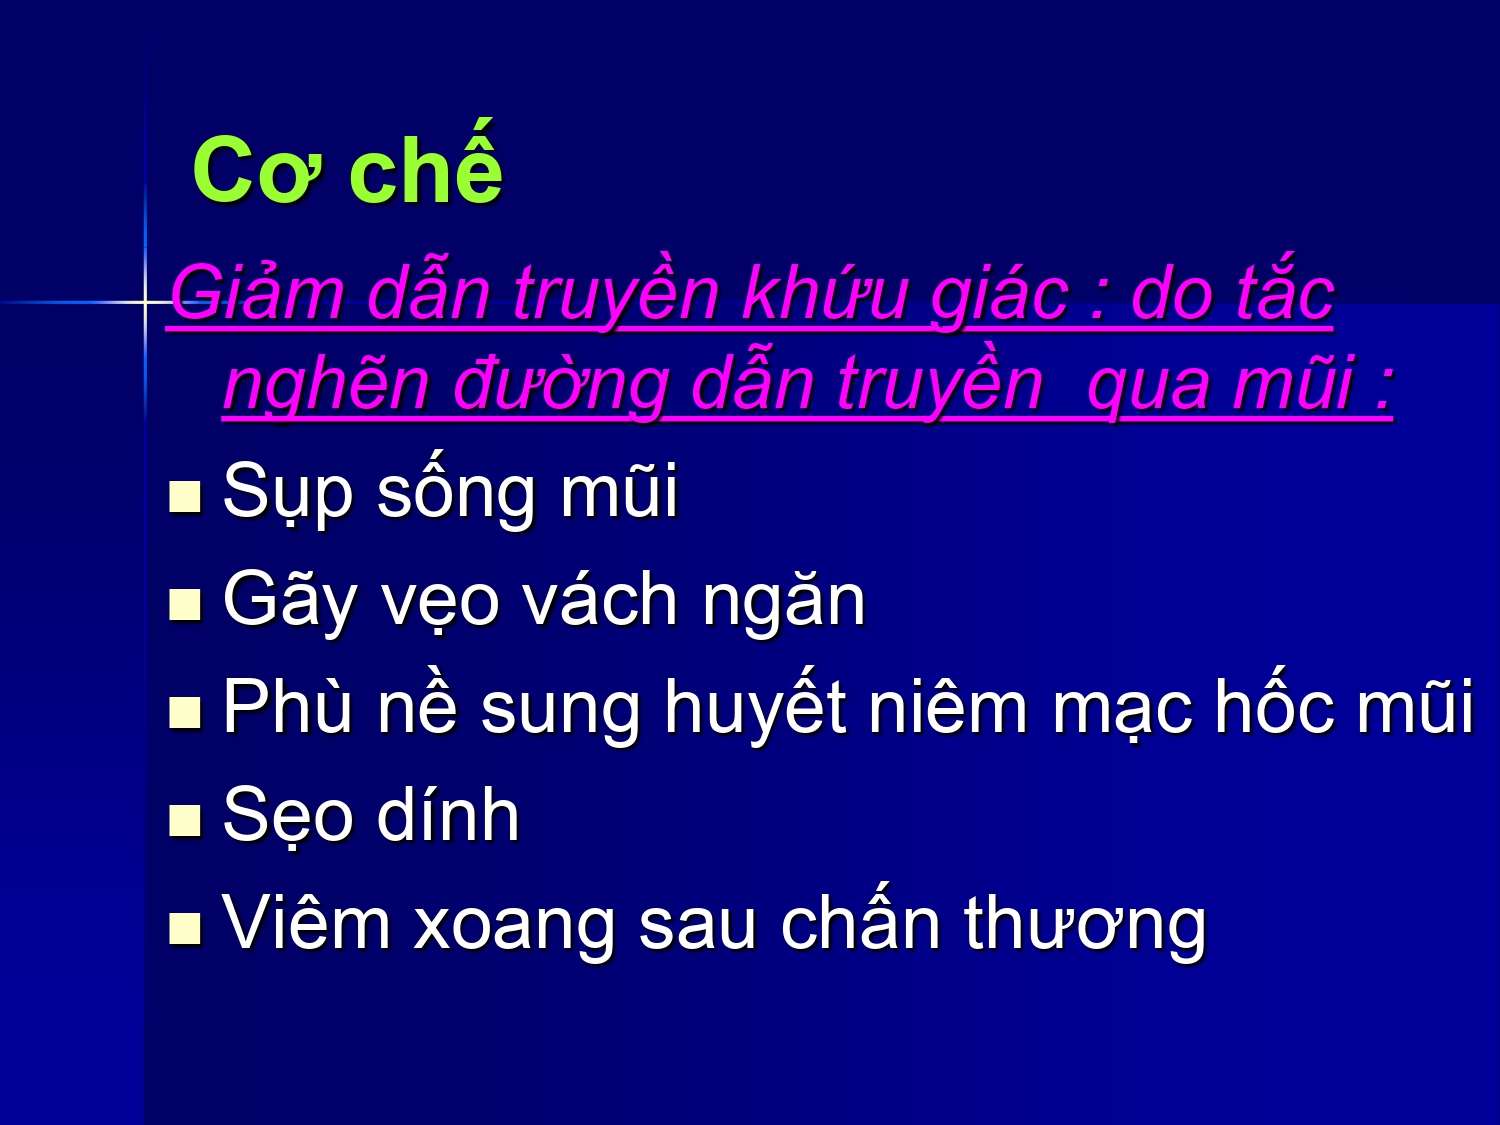 Cơ chế
Giảm dẫn truyền khứu giác : do tắc
nghẽn đường dẫn truyền  qua mũi :
Sụp sống mũi
Gãy vẹo vách ngăn
Phù nề sung huyết niêm mạc hốc mũi
Sẹo dính
Viêm xoang sau chấn thương